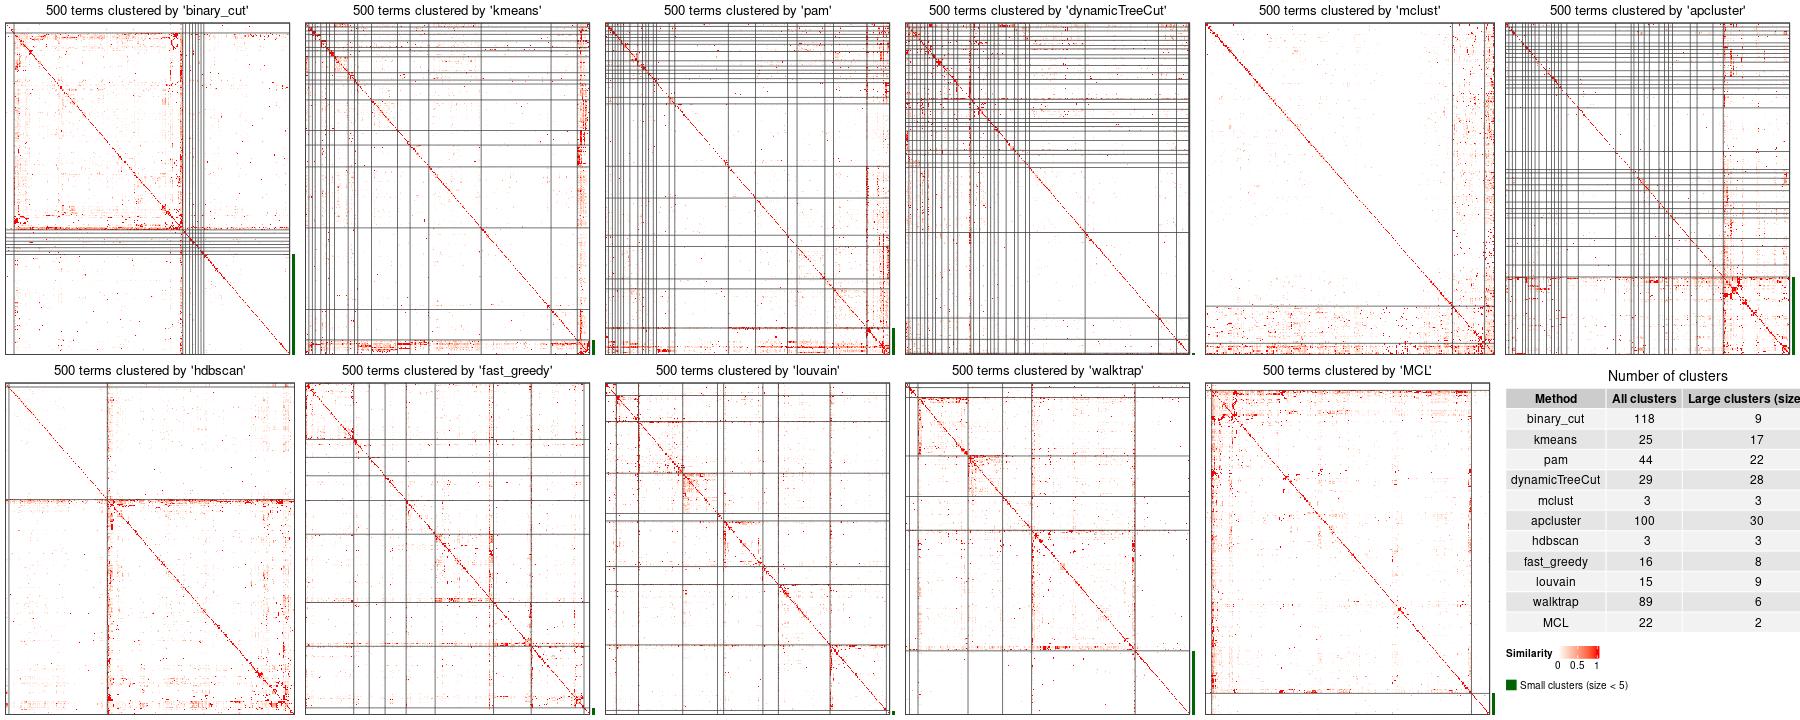 500 terms clustered by 'binary_cut'
500 terms clustered by 'kmeans'
500 terms clustered by 'pam'
500 terms clustered by 'dynamicTreeCut'
500 terms clustered by 'mclust'
500 terms clustered by 'apcluster'
500 terms clustered by 'hdbscan'
500 terms clustered by 'fast_greedy'
500 terms clustered by 'louvain'
500 terms clustered by 'walktrap'
500 terms clustered by 'MCL'
Number of clusters
Method All clusters Large clusters (size
binary_cut 118 9
kmeans 25 17
pam 44 22
dynamicTreeCut 29 28
mclust 3 3
apcluster 100 30
hdbscan 3 3
fast_greedy 16 8
louvain 15 9
walktrap 89 6
MCL 22 2
Similarity
0 0.5 1
Small clusters (size < 5)